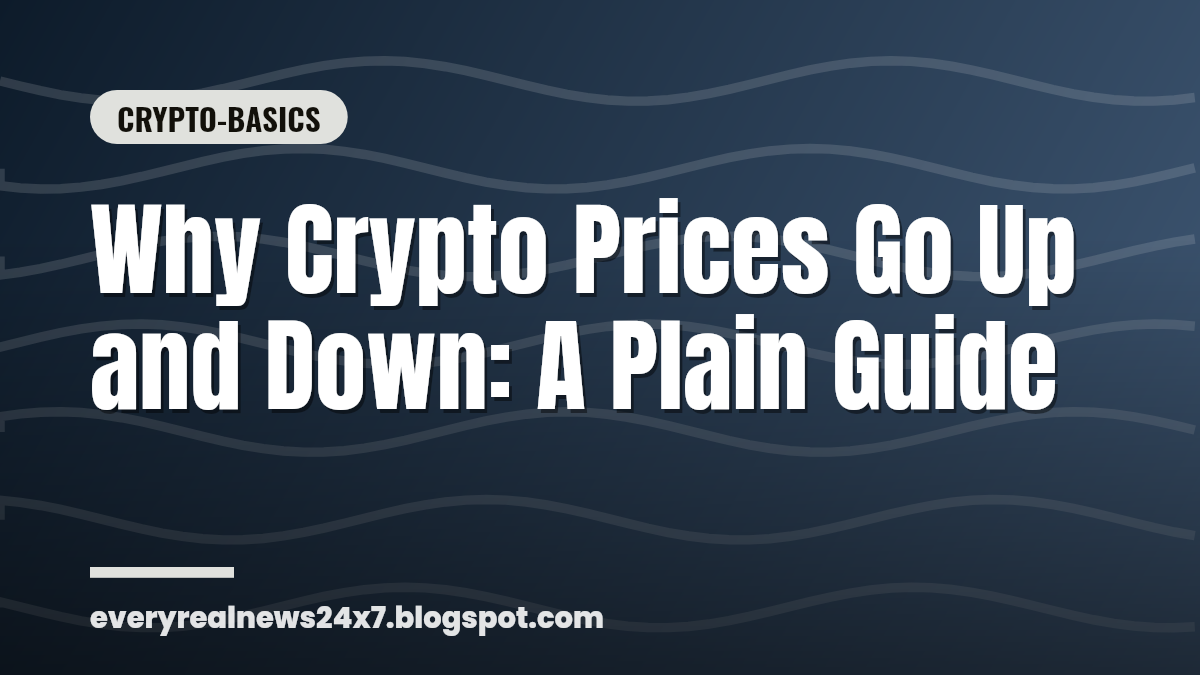 CRYPTO-BASICS
Why Crypto Prices Go Up
and Down: A Plain Guide
everyrealnews24x7.blogspot.com